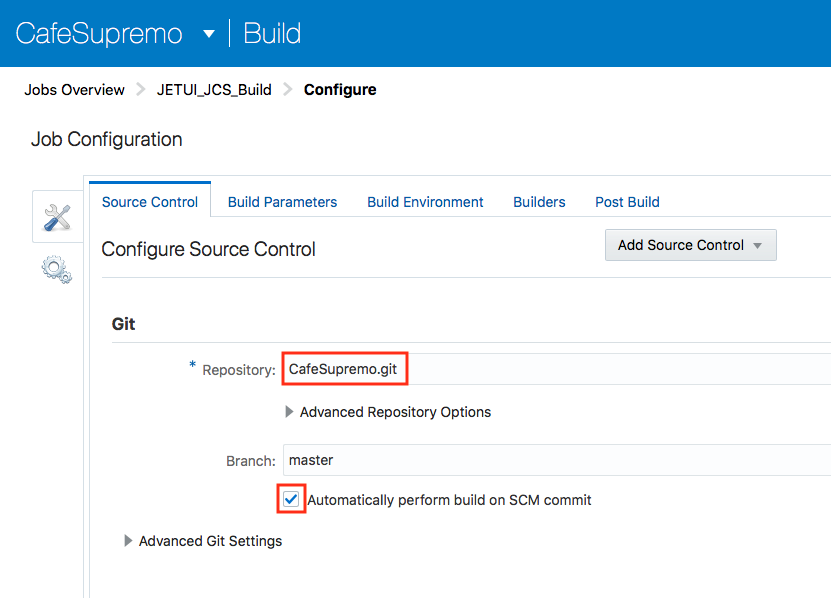 CafeSupremo Build
Jobs Overview JETUI_JCS_Build Configure
Job Configuration
Source Control Build Parameters Build Environment Builders Post Build
Configure Source Control Add Source Control
Git
* Repository: CafeSupremo.git
Advanced Repository Options
Branch: master
Automatically perform build on SCM commit
Advanced Git Settings